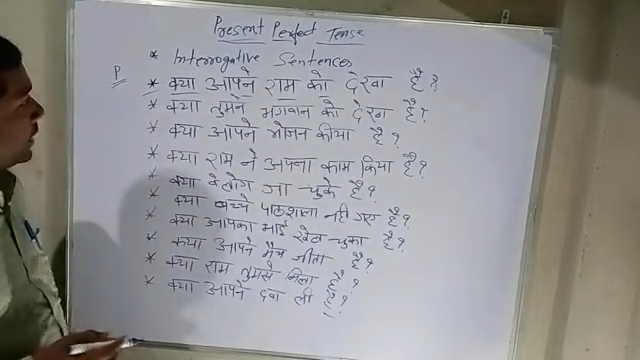 Present Perfect Tense
* Interrogative Sentences
P * क्या आपने राम को देखा है?
* क्या तुमने भगवान को देखा है?
* क्या आपने भोजन कीया है?
* क्या राम ने अपना काम किया है?
* क्या वे लोग जा चुके है?
* क्या बच्चे पाठशाला नही गए है?
* क्या आपका भाई खेल चुका है?
* क्या आपने मैच जीता है?
* क्या राम तुमसे मिला है?
* क्या आपने दवा ली है?